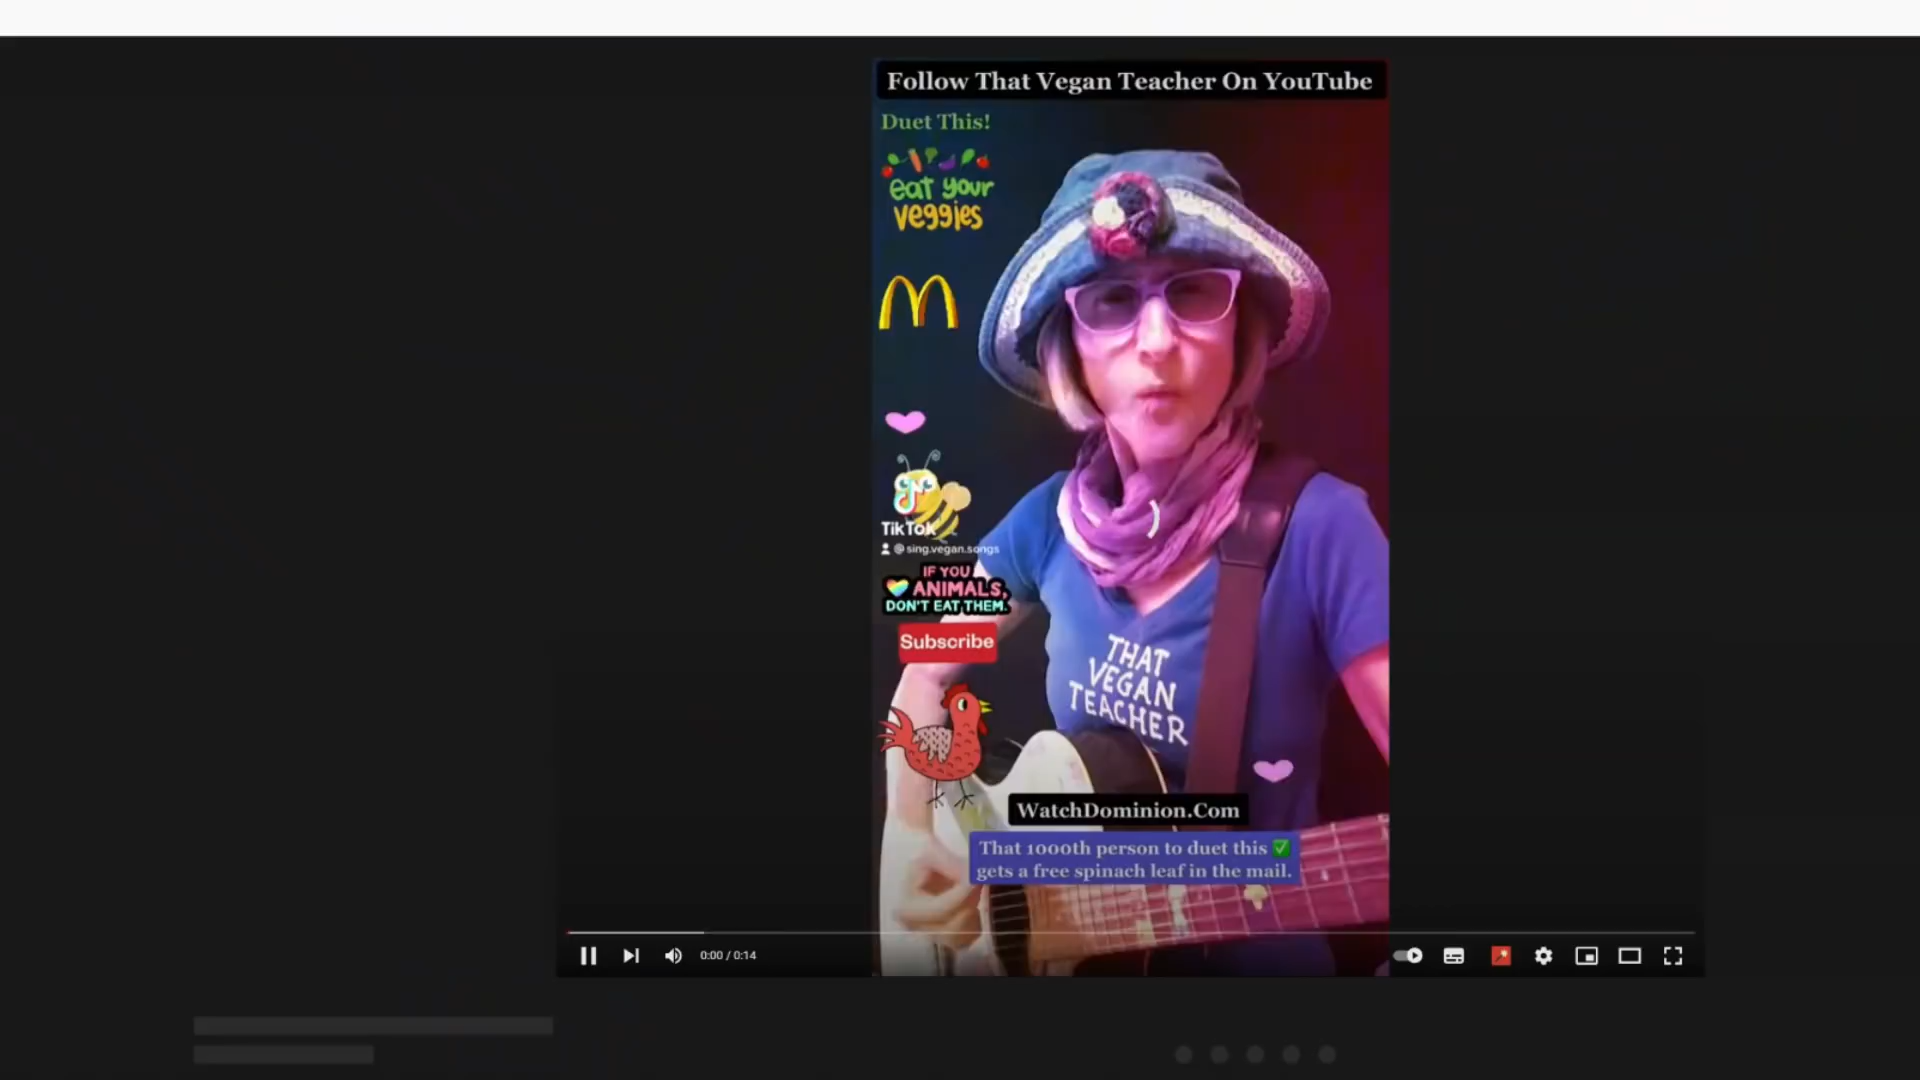 Follow That Vegan Teacher On YouTube
Duet This!
eat your
veggies
TikTok
@sing.vegan.songs
IF YOU
ANIMALS,
DON'T EAT THEM.
Subscribe
THAT
VEGAN
TEACHER
WatchDominion.Com
That 1000th person to duet this ✅
gets a free spinach leaf in the mail.
0:00 / 0:14